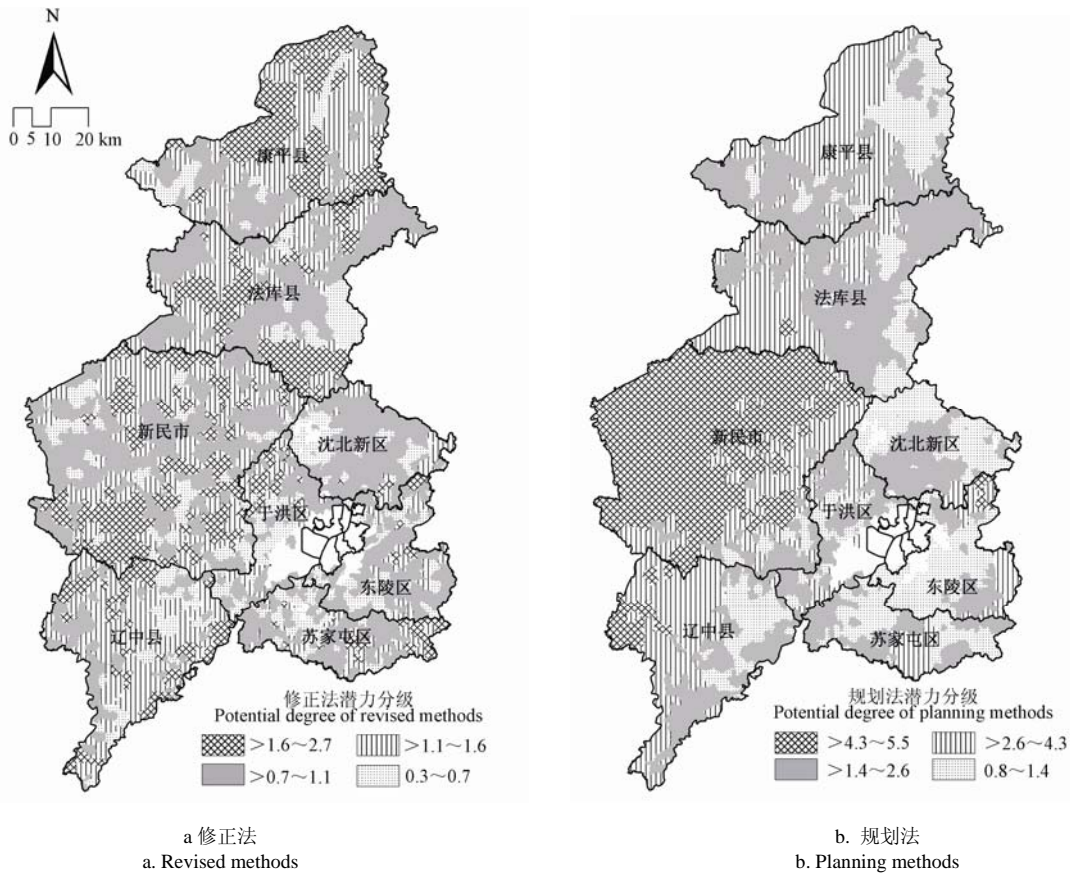 N
0 5 10 20 km
康平县
法库县
新民市
沈北新区
于洪区
东陵区
辽中县
苏家屯区
修正法潜力分级
Potential degree of revised methods
>1.6～2.7 >1.1～1.6
>0.7～1.1 0.3～0.7
a 修正法
a. Revised methods
康平县
法库县
新民市
沈北新区
于洪区
东陵区
辽中县
苏家屯区
规划法潜力分级
Potential degree of planning methods
>4.3～5.5 >2.6～4.3
>1.4～2.6 0.8～1.4
b. 规划法
b. Planning methods